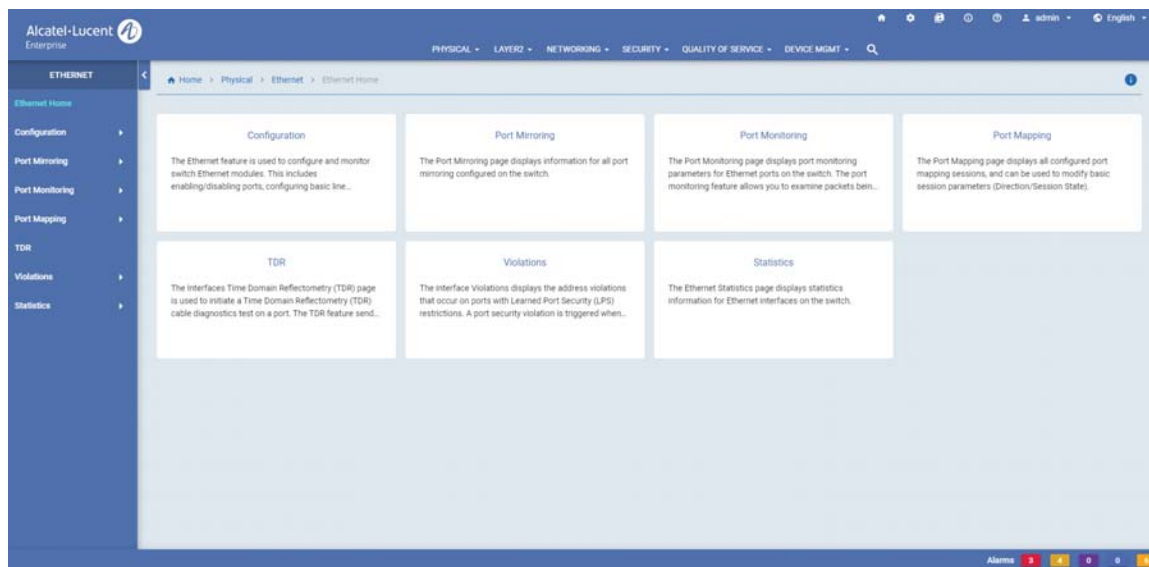 Alcatel-Lucent
Enterprise
admin
English
PHYSICAL LAYER2 NETWORKING SECURITY QUALITY OF SERVICE DEVICE MGMT
ETHERNET
Home > Physical > Ethernet > Ethernet Home
Ethernet Home
Configuration
Port Mirroring
Port Monitoring
Port Mapping
TDR
Violations
Statistics
Configuration
The Ethernet feature is used to configure and monitor
switch Ethernet modules. This includes
enabling/disabling ports, configuring basic line...
Port Mirroring
The Port Mirroring page displays information for all port
mirroring configured on the switch.
Port Monitoring
The Port Monitoring page displays port monitoring
parameters for Ethernet ports on the switch. The port
monitoring feature allows you to examine packets bein...
Port Mapping
The Port Mapping page displays all configured port
mapping sessions, and can be used to modify basic
session parameters (Direction/Session State).
TDR
The Interfaces Time Domain Reflectometry (TDR) page
is used to initiate a Time Domain Reflectometry (TDR)
cable diagnostics test on a port. The TDR feature send...
Violations
The Interface Violations displays the address violations
that occur on ports with Learned Port Security (LPS)
restrictions. A port security violation is triggered when...
Statistics
The Ethernet Statistics page displays statistics
information for Ethernet interfaces on the switch.
Alarms 3 4 0 0